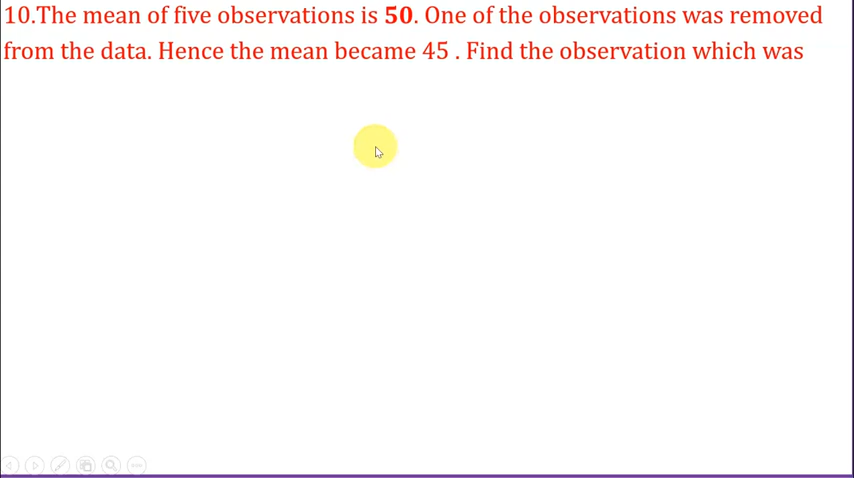 10.The mean of five observations is 50. One of the observations was removed
from the data. Hence the mean became 45 . Find the observation which was